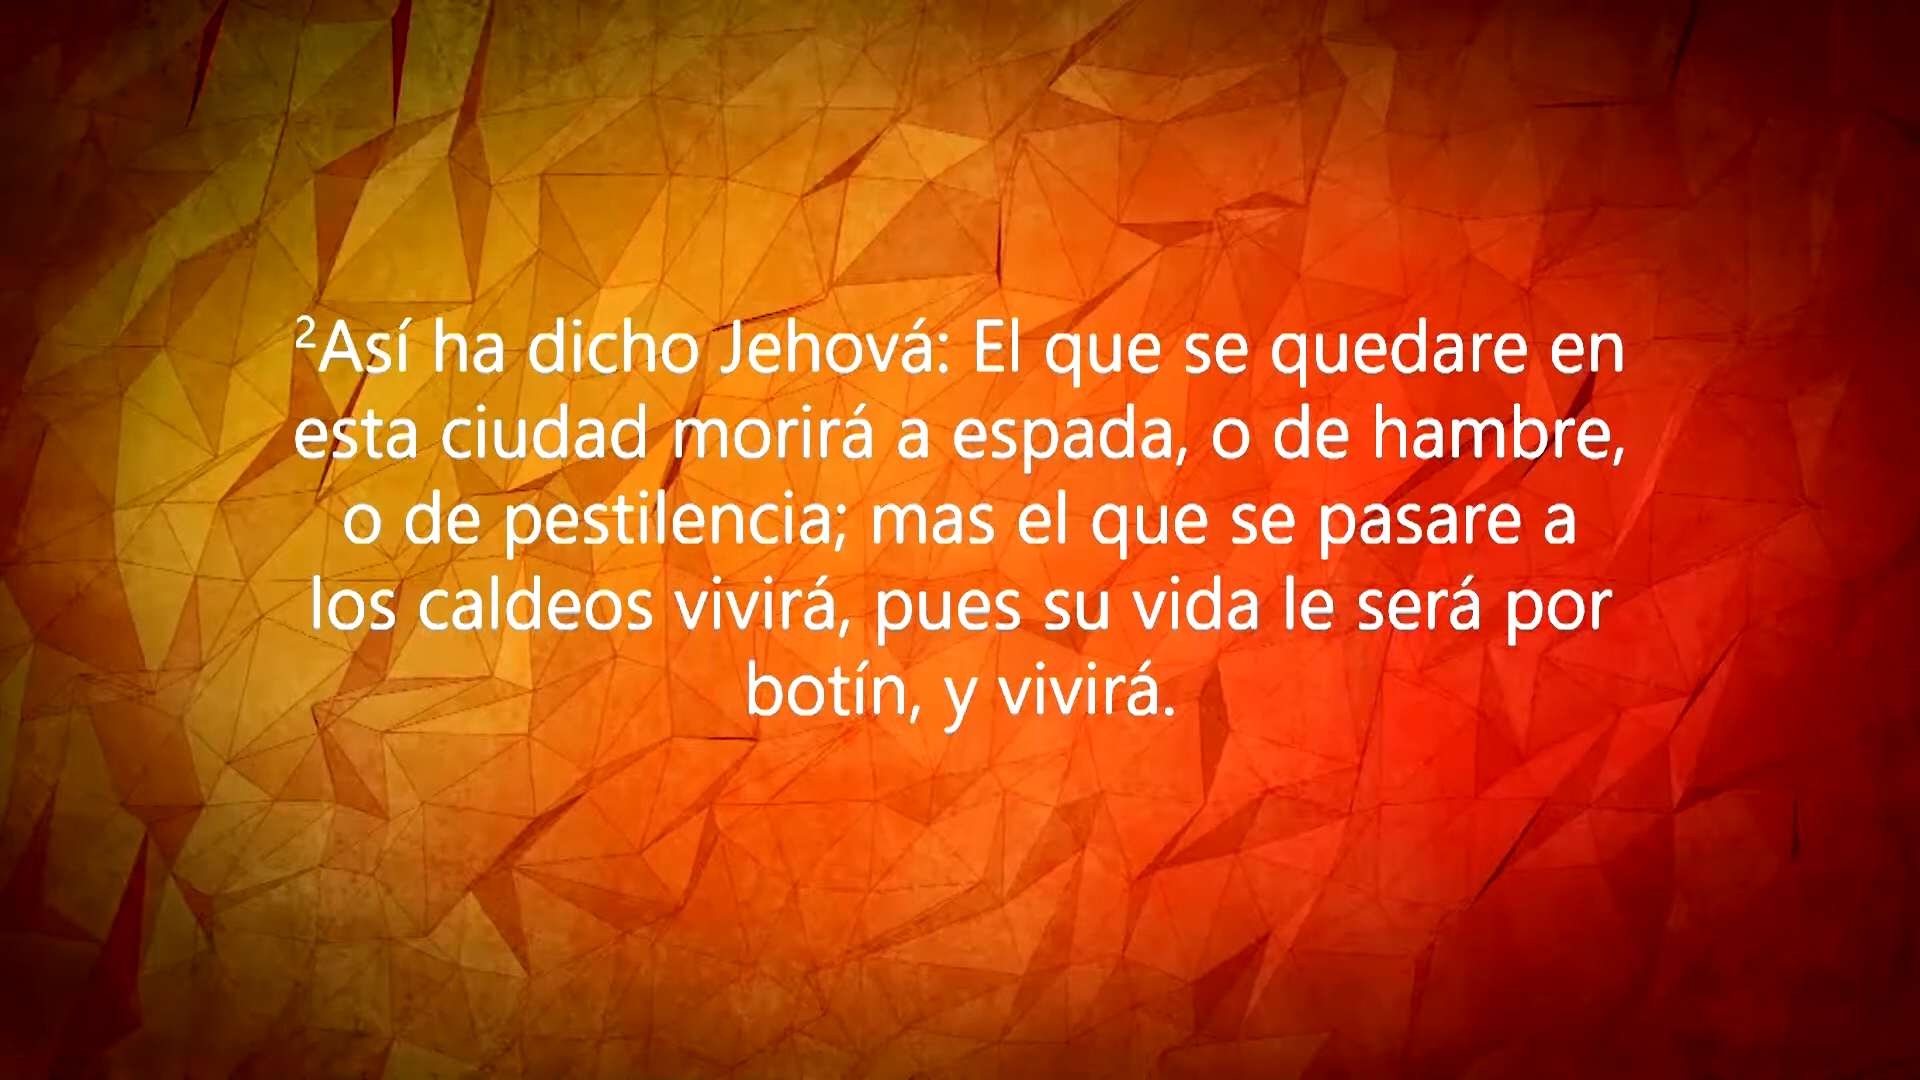 ²Así ha dicho Jehová: El que se quedare en
esta ciudad morirá a espada, o de hambre,
o de pestilencia; mas el que se pasare a
los caldeos vivirá, pues su vida le será por
botín, y vivirá.